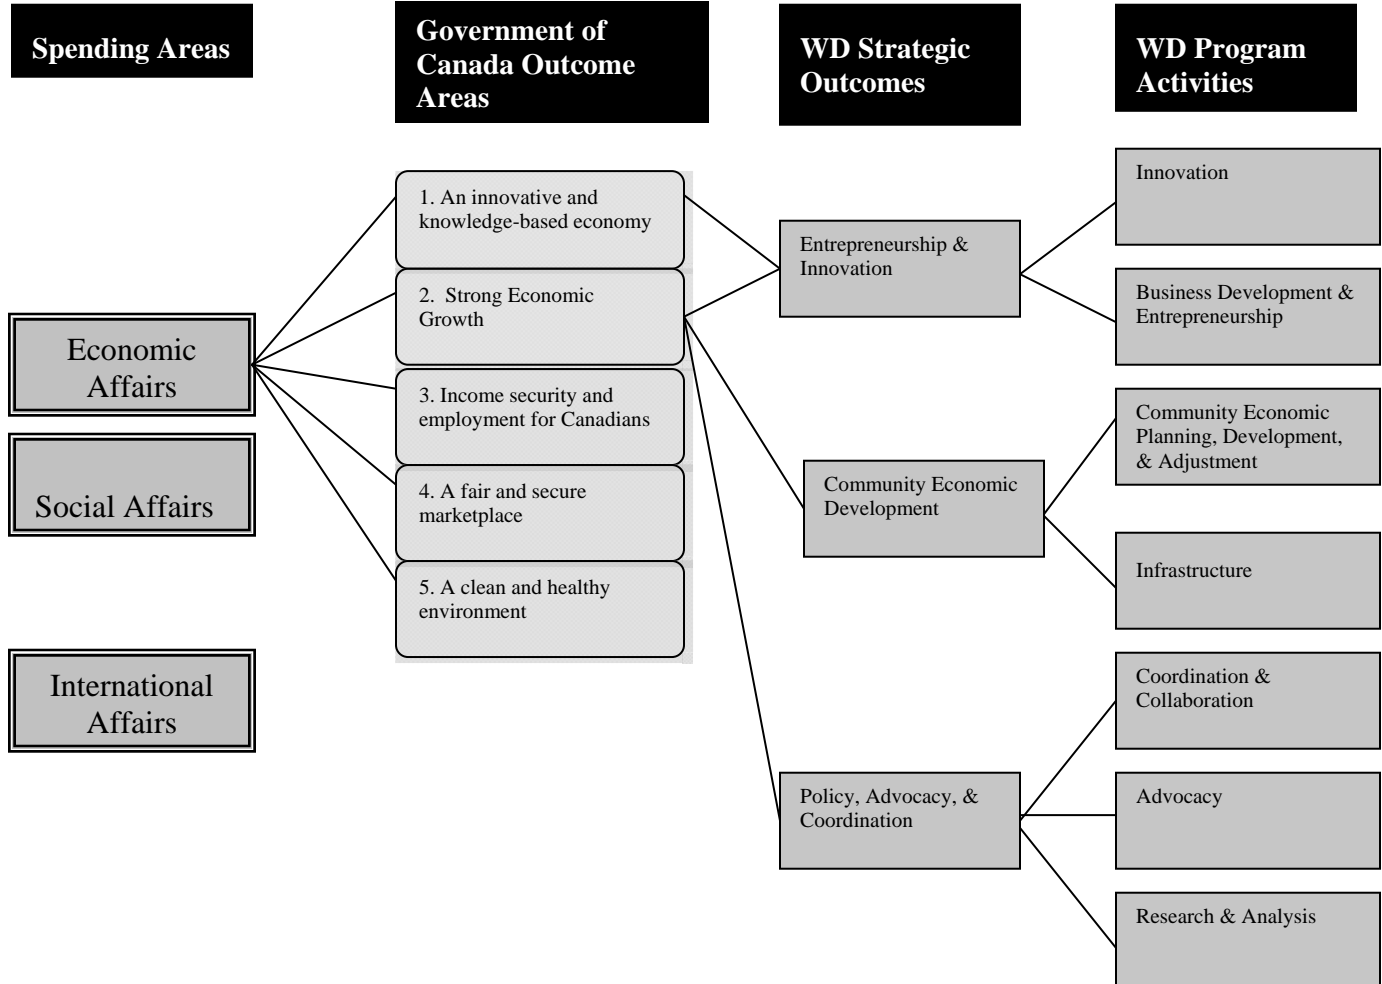 Spending Areas
Government of
Canada Outcome
Areas
WD Strategic
Outcomes
WD Program
Activities
Economic
Affairs
Social Affairs
International
Affairs
1. An innovative and
knowledge-based economy
2. Strong Economic
Growth
3. Income security and
employment for Canadians
4. A fair and secure
marketplace
5. A clean and healthy
environment
Entrepreneurship &
Innovation
Community Economic
Development
Policy, Advocacy, &
Coordination
Innovation
Business Development &
Entrepreneurship
Community Economic
Planning, Development,
& Adjustment
Infrastructure
Coordination &
Collaboration
Advocacy
Research & Analysis